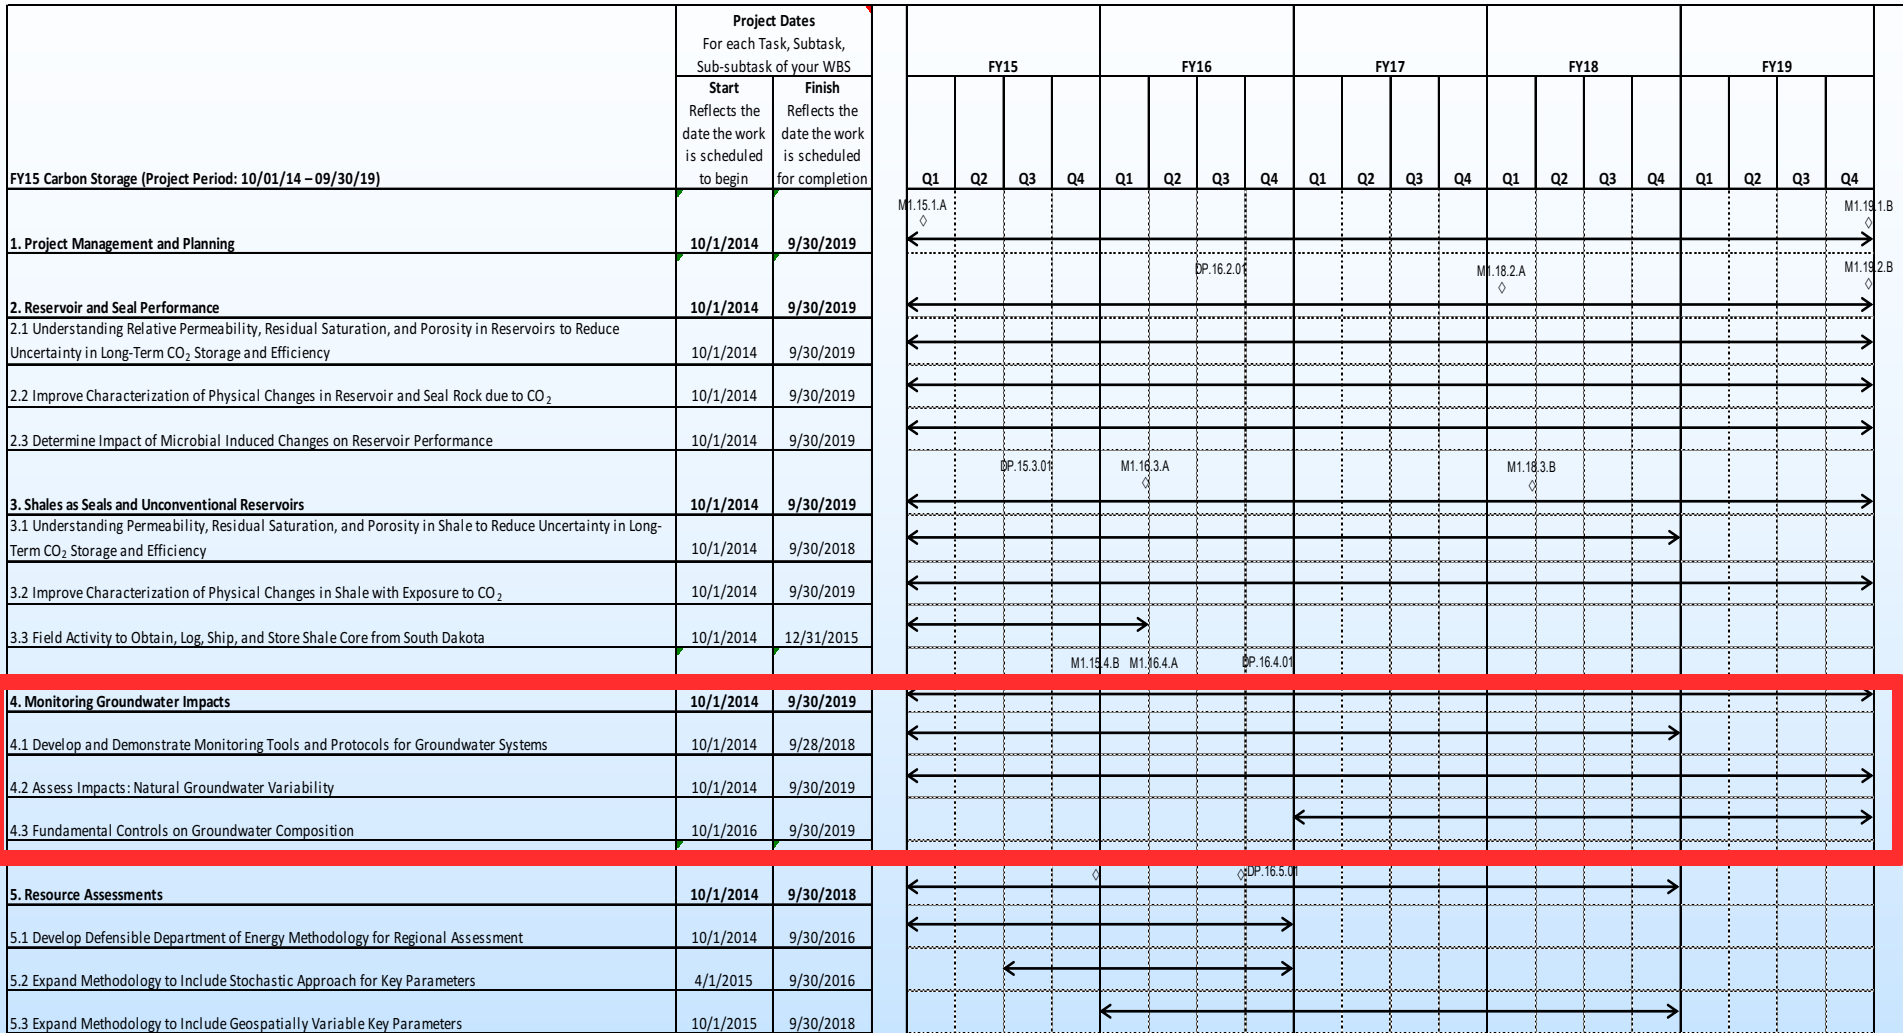 Project Dates
For each Task, Subtask,
Sub-subtask of your WBS
FY15 FY16 FY17 FY18 FY19
Start Finish
Reflects the Reflects the
date the work date the work
is scheduled is scheduled
FY15 Carbon Storage (Project Period: 10/01/14 – 09/30/19) to begin for completion Q1 Q2 Q3 Q4 Q1 Q2 Q3 Q4 Q1 Q2 Q3 Q4 Q1 Q2 Q3 Q4 Q1 Q2 Q3 Q4
M1.15.1.A M1.19.1.B
1. Project Management and Planning 10/1/2014 9/30/2019
DP.16.2.01 M1.18.2.A M1.19.2.B
2. Reservoir and Seal Performance 10/1/2014 9/30/2019
2.1 Understanding Relative Permeability, Residual Saturation, and Porosity in Reservoirs to Reduce
Uncertainty in Long-Term CO₂ Storage and Efficiency 10/1/2014 9/30/2019
2.2 Improve Characterization of Physical Changes in Reservoir and Seal Rock due to CO₂ 10/1/2014 9/30/2019
2.3 Determine Impact of Microbial Induced Changes on Reservoir Performance 10/1/2014 9/30/2019
DP.15.3.01 M1.16.3.A M1.18.3.B
3. Shales as Seals and Unconventional Reservoirs 10/1/2014 9/30/2019
3.1 Understanding Permeability, Residual Saturation, and Porosity in Shale to Reduce Uncertainty in Long-
Term CO₂ Storage and Efficiency 10/1/2014 9/30/2018
3.2 Improve Characterization of Physical Changes in Shale with Exposure to CO₂ 10/1/2014 9/30/2019
3.3 Field Activity to Obtain, Log, Ship, and Store Shale Core from South Dakota 10/1/2014 12/31/2015
M1.15.4.B M1.16.4.A DP.16.4.01
4. Monitoring Groundwater Impacts 10/1/2014 9/30/2019
4.1 Develop and Demonstrate Monitoring Tools and Protocols for Groundwater Systems 10/1/2014 9/28/2018
4.2 Assess Impacts: Natural Groundwater Variability 10/1/2014 9/30/2019
4.3 Fundamental Controls on Groundwater Composition 10/1/2016 9/30/2019
DP.16.5.01
5. Resource Assessments 10/1/2014 9/30/2018
5.1 Develop Defensible Department of Energy Methodology for Regional Assessment 10/1/2014 9/30/2016
5.2 Expand Methodology to Include Stochastic Approach for Key Parameters 4/1/2015 9/30/2016
5.3 Expand Methodology to Include Geospatially Variable Key Parameters 10/1/2015 9/30/2018